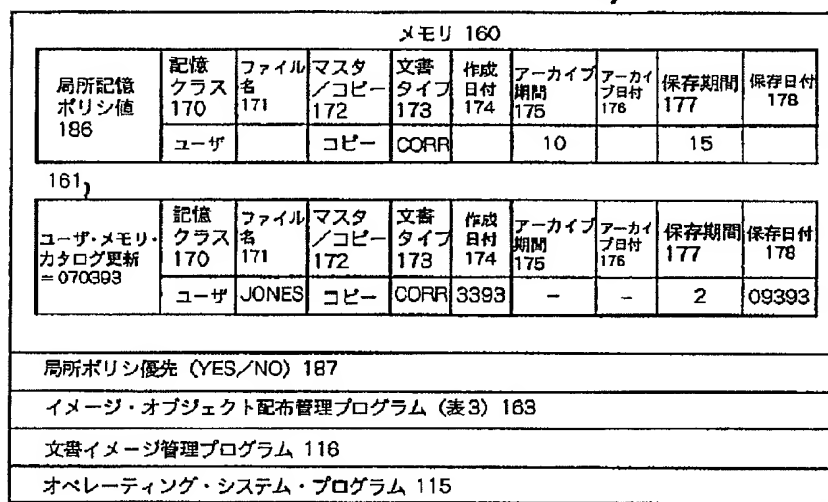 メモリ 160
局所記憶
ポリシ値
186
記憶
クラス
170
ファイル
名
171
マスタ
/コピー
172
文書
タイプ
173
作成
日付
174
アーカイブ
期間
175
アーカイ
ブ日付
176
保存期間
177
保存日付
178
ユーザ
コピー
CORR
10
15
161
ユーザ・メモリ・
カタログ更新
=070393
記憶
クラス
170
ファイル
名
171
マスタ
/コピー
172
文書
タイプ
173
作成
日付
174
アーカイブ
期間
175
アーカイ
ブ日付
176
保存期間
177
保存日付
178
ユーザ
JONES
コピー
CORR
3393
-
-
2
09393
局所ポリシ優先 (YES/NO) 187
イメージ・オブジェクト配布管理プログラム (表3) 163
文書イメージ管理プログラム 116
オペレーティング・システム・プログラム 115